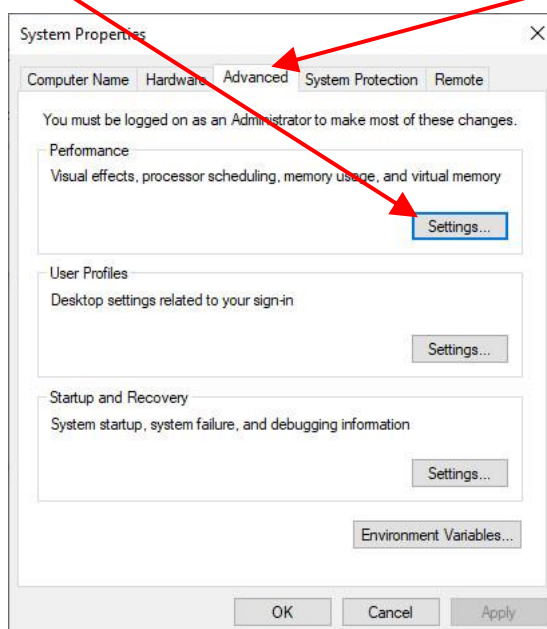 System Properties
Computer Name Hardware Advanced System Protection Remote
You must be logged on as an Administrator to make most of these changes.
Performance
Visual effects, processor scheduling, memory usage, and virtual memory
Settings...
User Profiles
Desktop settings related to your sign-in
Settings...
Startup and Recovery
System startup, system failure, and debugging information
Settings...
Environment Variables...
OK Cancel Apply